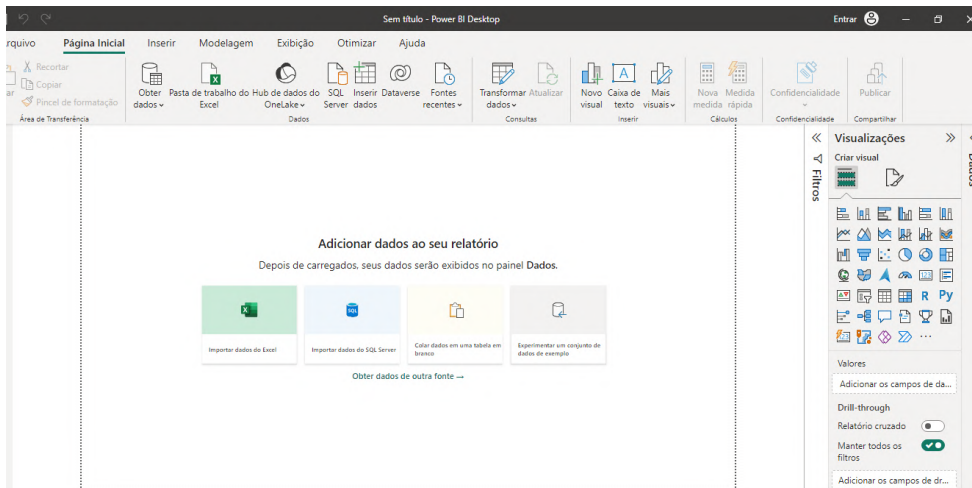 Sem título - Power BI Desktop
Entrar
rquivo Página Inicial Inserir Modelagem Exibição Otimizar Ajuda
Recortar
Copiar
Pincel de formatação
Área de Transferência
Obter dados
Pasta de trabalho do Excel
Hub de dados do OneLake
SQL Server
Inserir dados
Dataverse
Fontes recentes
Dados
Transformar dados
Atualizar
Consultas
Novo visual
Caixa de texto
Mais visuais
Inserir
Nova medida
Medida rápida
Cálculos
Confidencialidade
Confidencialidade
Publicar
Compartilhar
Adicionar dados ao seu relatório
Depois de carregados, seus dados serão exibidos no painel Dados.
Importar dados do Excel
SQL
Importar dados do SQL Server
Colar dados em uma tabela em
branco
Experimentar um conjunto de
dados de exemplo
Obter dados de outra fonte →
Filtros
Visualizações
Criar visual
123
R Py
Valores
Adicionar os campos de da...
Drill-through
Relatório cruzado
Manter todos os
filtros
Adicionar os campos de dr...
Dados